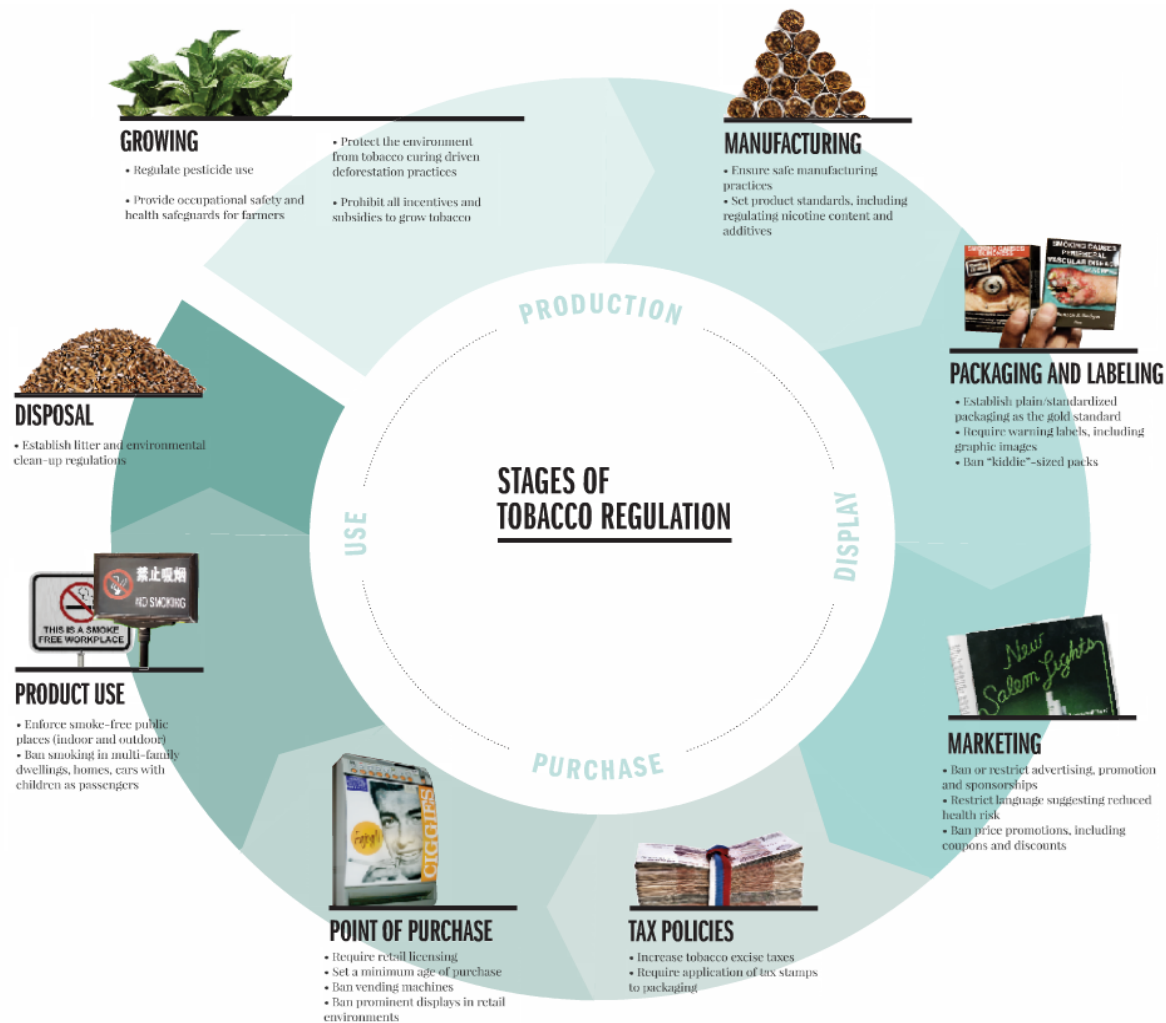 GROWING
• Regulate pesticide use
• Provide occupational safety and
health safeguards for farmers
• Protect the environment
from tobacco curing driven
deforestation practices
• Prohibit all incentives and
subsidies to grow tobacco
MANUFACTURING
• Ensure safe manufacturing
practices
• Set product standards, including
regulating nicotine content and
additives
SMOKING CAUSES
BLINDNESS
SMOKING CAUSES
PERIPHERAL
VASCULAR DISEASE
PACKAGING AND LABELING
• Establish plain/standardized
packaging as the gold standard
• Require warning labels, including
graphic images
• Ban “kiddie”-sized packs
New
Salem Lights
MARKETING
• Ban or restrict advertising, promotion
and sponsorships
• Restrict language suggesting reduced
health risk
• Ban price promotions, including
coupons and discounts
TAX POLICIES
• Increase tobacco excise taxes
• Require application of tax stamps
to packaging
CIGGIES
POINT OF PURCHASE
• Require retail licensing
• Set a minimum age of purchase
• Ban vending machines
• Ban prominent displays in retail
environments
THIS IS A SMOKE
FREE WORKPLACE
禁止吸烟
NO SMOKING
PRODUCT USE
• Enforce smoke-free public
places (indoor and outdoor)
• Ban smoking in multi-family
dwellings, homes, cars with
children as passengers
DISPOSAL
• Establish litter and environmental
clean-up regulations
PRODUCTION
DISPLAY
PURCHASE
USE
STAGES OF
TOBACCO REGULATION